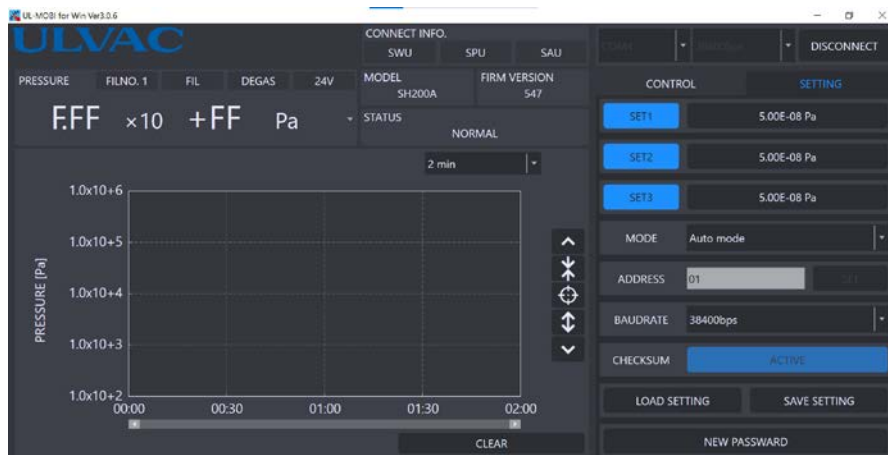 UL-MOBI for Win Ver3.0.6
ULVAC
CONNECT INFO.
SWU SPU SAU
DISCONNECT
PRESSURE FILNO. 1 FIL DEGAS 24V
MODEL
SH200A
FIRM VERSION
547
F.FF ×10 +FF Pa
STATUS
NORMAL
2 min
PRESSURE [Pa]
1.0x10+6
1.0x10+5
1.0x10+4
1.0x10+3
1.0x10+2
00:00 00:30 01:00 01:30 02:00
CLEAR
CONTROL SETTING
SET1 5.00E-08 Pa
SET2 5.00E-08 Pa
SET3 5.00E-08 Pa
MODE Auto mode
ADDRESS 01 SET
BAUDRATE 38400bps
CHECKSUM ACTIVE
LOAD SETTING SAVE SETTING
NEW PASSWARD